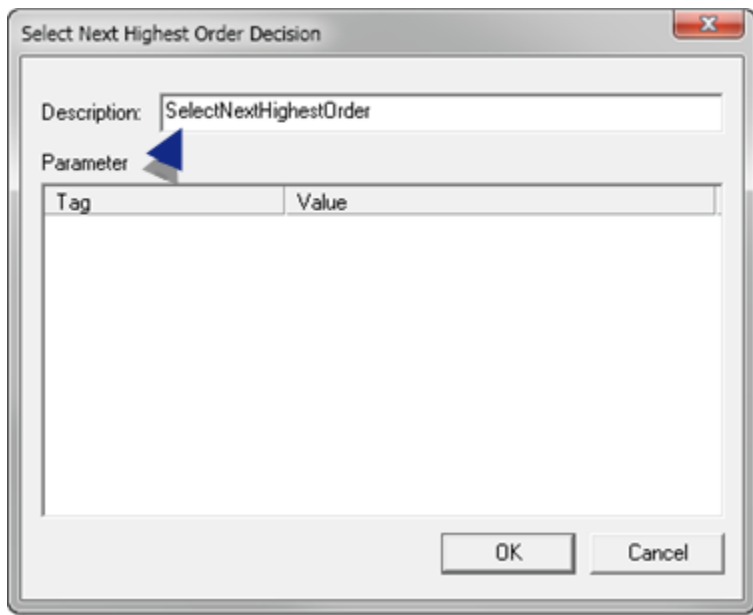 Select Next Highest Order Decision
Description: SelectNextHighestOrder
Parameter
Tag Value
OK Cancel